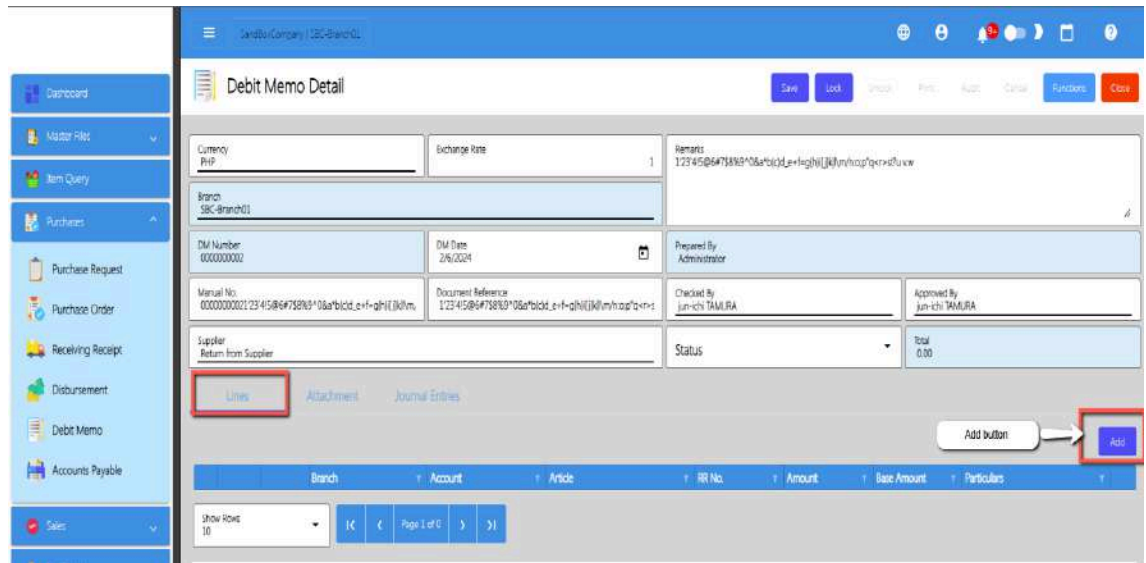 SandBoxCompany | SBC-Branch01
9+
Debit Memo Detail
Save
Lock
Unlock
Print
Cancel
Functions
Close
Dashboard
Master Files
Item Query
Purchases
Purchase Request
Purchase Order
Receiving Receipt
Disbursement
Debit Memo
Accounts Payable
Sales
Currency
PHP
Exchange Rate
1
Remarks
Branch
SBC-Branch01
DM Number
0000000002
DM Date
2/6/2024
Prepared By
Administrator
Manual No.
Document Reference
Checked By
jun-ichi TAMURA
Approved By
jun-ichi TAMURA
Supplier
Return from Supplier
Status
Total
0.00
Lines
Attachment
Journal Entries
Add button
Add
Branch
Account
Article
RR No.
Amount
Base Amount
Particulars
Show Rows
10
Page 1 of 0